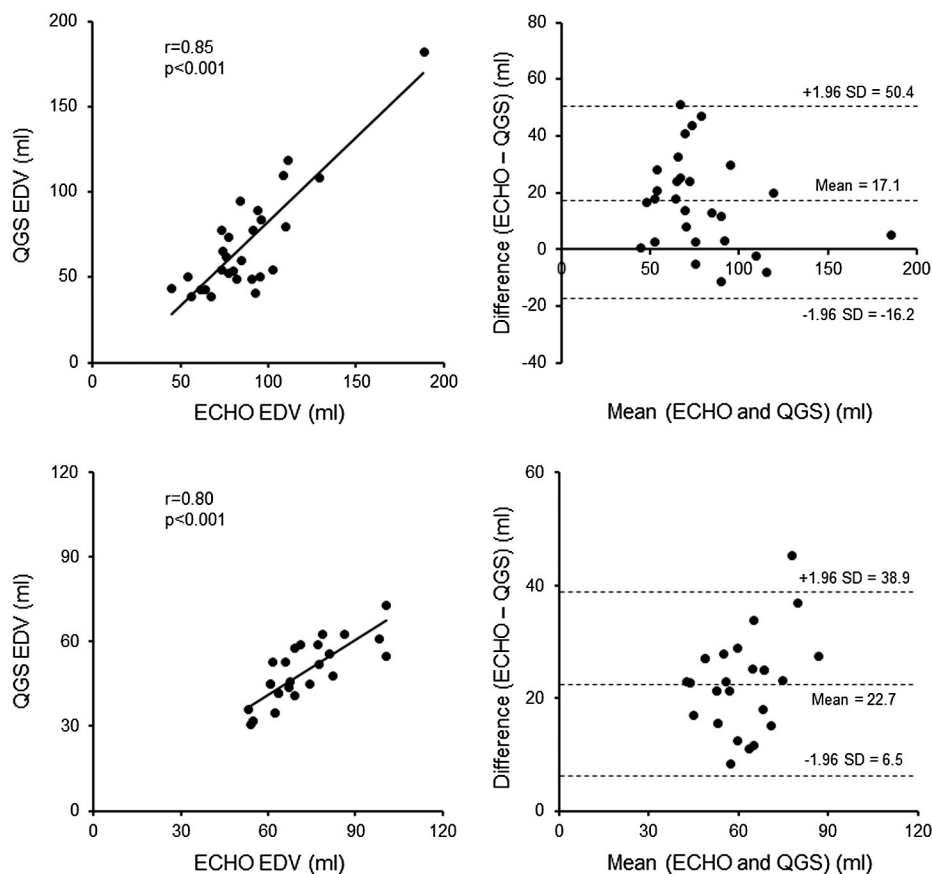 r=0.85
p<0.001
QGS EDV (ml)
200
150
100
50
0
0 50 100 150 200
ECHO EDV (ml)
Difference (ECHO – QGS) (ml)
80
60
40
20
0
-20
-40
+1.96 SD = 50.4
Mean = 17.1
50 100 150 200
-1.96 SD = -16.2
Mean (ECHO and QGS) (ml)
r=0.80
p<0.001
QGS EDV (ml)
120
90
60
30
0
0 30 60 90 120
ECHO EDV (ml)
Difference (ECHO – QGS) (ml)
60
40
20
0
+1.96 SD = 38.9
Mean = 22.7
-1.96 SD = 6.5
0 30 60 90 120
Mean (ECHO and QGS) (ml)